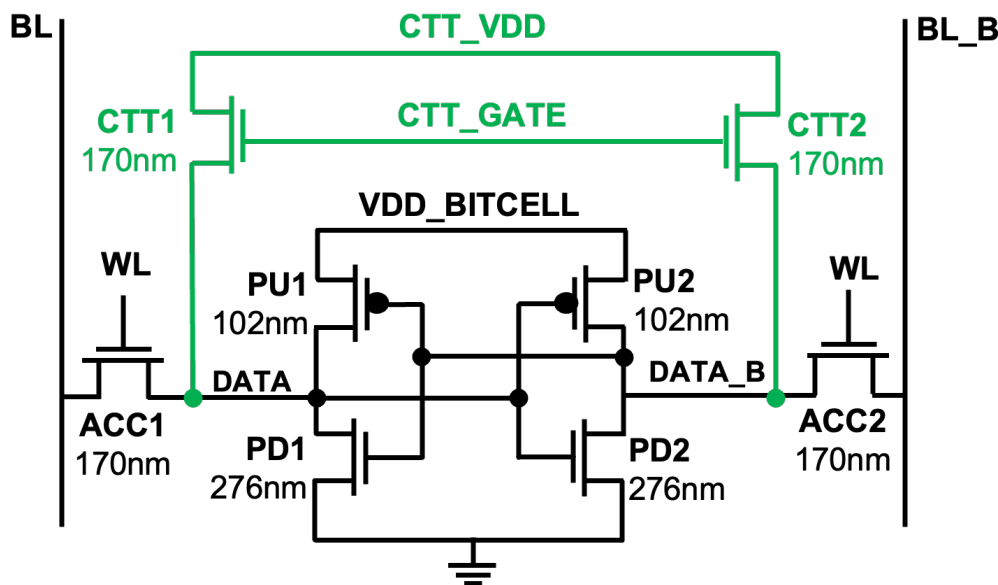 BL
CTT_VDD
BL_B
CTT1
170nm
CTT_GATE
CTT2
170nm
VDD_BITCELL
WL
PU1
102nm
PU2
102nm
WL
DATA
DATA_B
ACC1
170nm
PD1
276nm
PD2
276nm
ACC2
170nm